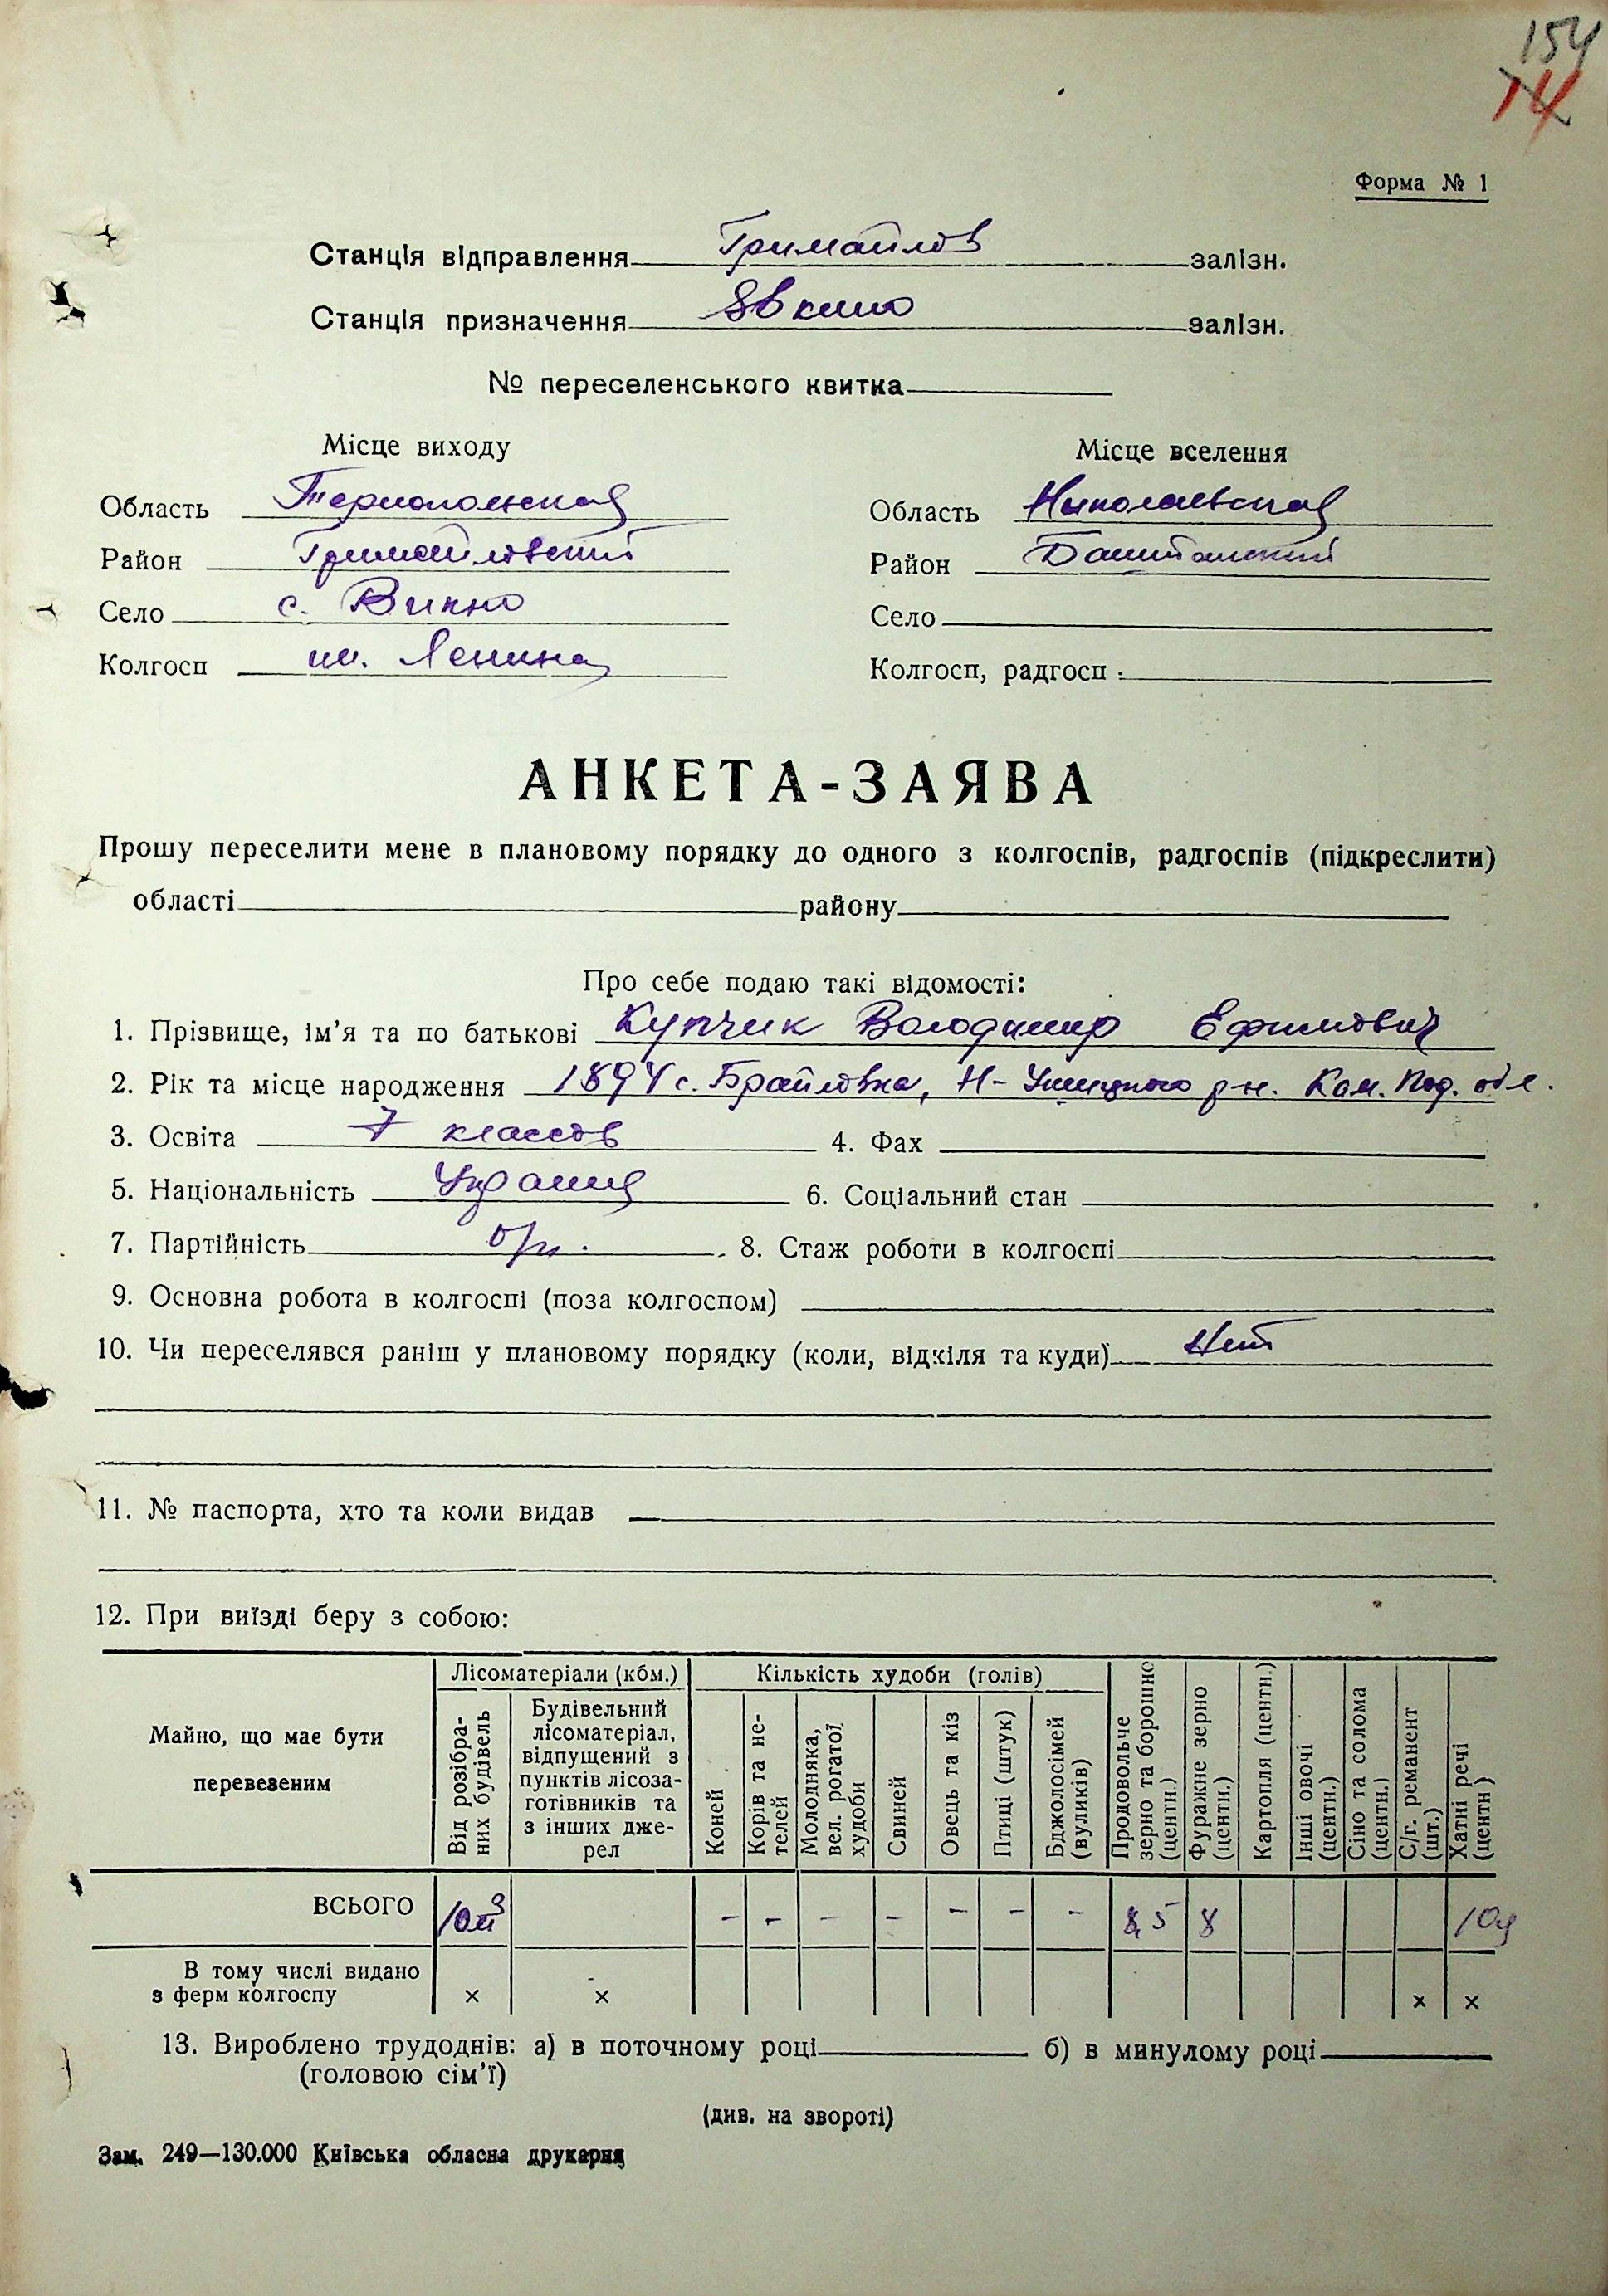 154
14
Форма № 1
Станція відправлення Гримайлов залізн.
Станція призначення Явкино залізн.
№ переселенського квитка
Місце виходу Місце вселення
Область Тернопольская Область Николаевская
Район Гримайловский Район Баштанский
Село с. Викно Село
Колгосп им. Ленина Колгосп, радгосп
АНКЕТА-ЗАЯВА
Прошу переселити мене в плановому порядку до одного з колгоспів, радгоспів (підкреслити)
області району
Про себе подаю такі відомості:
1. Прізвище, ім’я та по батькові Купчик Володимир Ефимович
2. Рік та місце народження 1894 с. Браиловка, Н-Ушицкого р-н. Кам. Под. обл.
3. Освіта 7 классов 4. Фах
5. Національність Украинец 6. Соціальний стан
7. Партійність б/п. 8. Стаж роботи в колгоспі
9. Основна робота в колгоспі (поза колгоспом)
10. Чи переселявся раніш у плановому порядку (коли, відкіля та куди) Нет
11. № паспорта, хто та коли видав
12. При виїзді беру з собою:
Майно, що має бути перевезеним
Лісоматеріали (кбм.)
Від розібра-
них будівель
Будівельний
лісоматеріал,
відпущений з
пунктів лісоза-
готівників та
з інших дже-
рел
Кількість худоби (голів)
Коней
Корів та не-
телей
Молодняка,
вел. рогатої
худоби
Свиней
Овець та кіз
Птиці (штук)
Бджолосімей
(вуликів)
Продовольче
зерно та борошно
(центн.)
Фуражне зерно
(центн.)
Картопля (центн.)
Інші овочі
(центн.)
Сіно та солома
(центн.)
С/г. реманент
(шт.)
Хатні речі
(центн)
ВСЬОГО 10м³ - - - - - - - 8,5 8 10ц
В тому числі видано
з ферм колгоспу × × × ×
13. Вироблено трудоднів: а) в поточному році б) в минулому році
(головою сім’ї)
(див. на звороті)
Зам. 249—130.000 Київська обласна друкарня